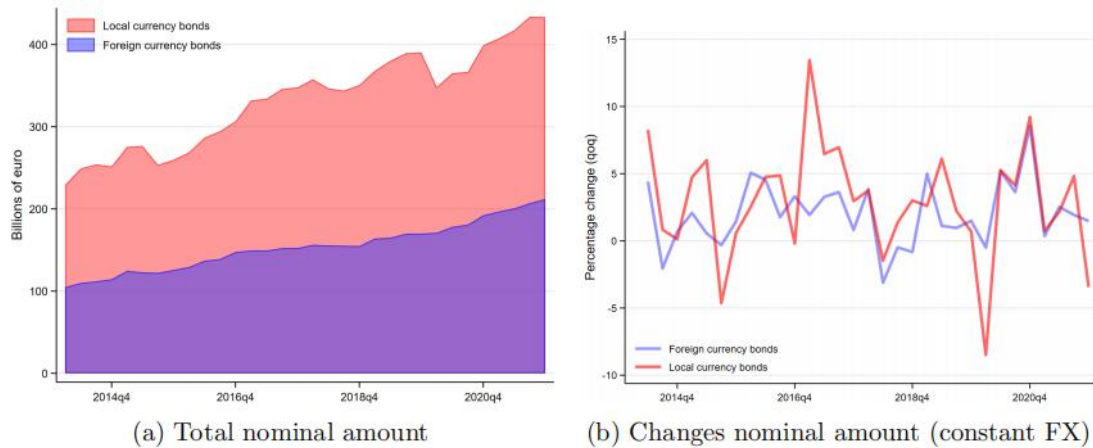 Local currency bonds
Foreign currency bonds
Billions of euro
400
300
200
100
0
2014q4
2016q4
2018q4
2020q4
(a) Total nominal amount
Percentage change (qoq)
15
10
5
0
-5
-10
Foreign currency bonds
Local currency bonds
2014q4
2016q4
2018q4
2020q4
(b) Changes nominal amount (constant FX)